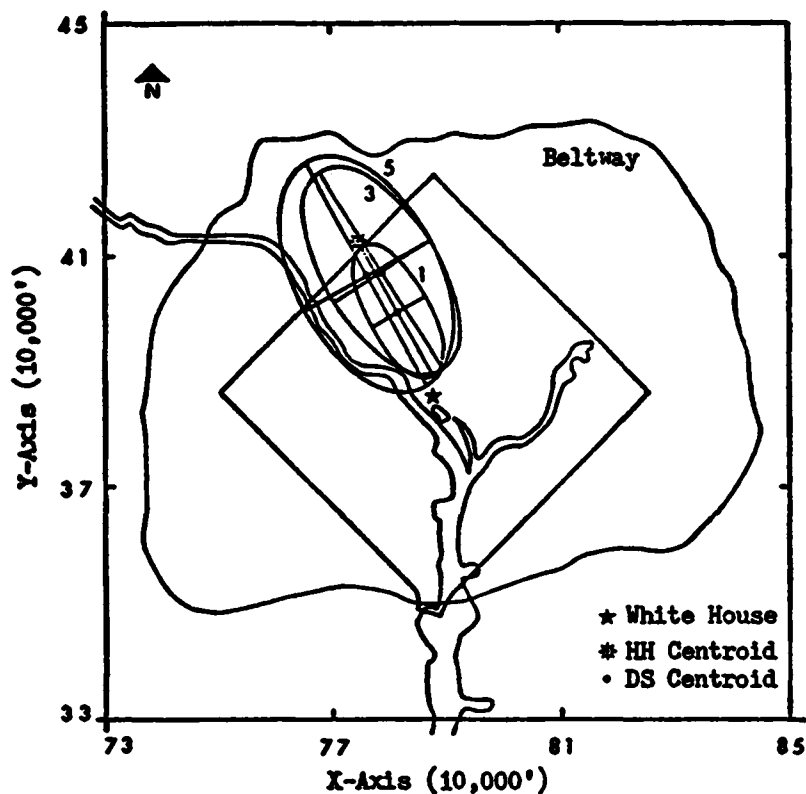 45
N
Beltway
5
3
41
1
Y-Axis (10,000')
37
★ White House
✵ HH Centroid
• DS Centroid
33
73
77
81
85
X-Axis (10,000')